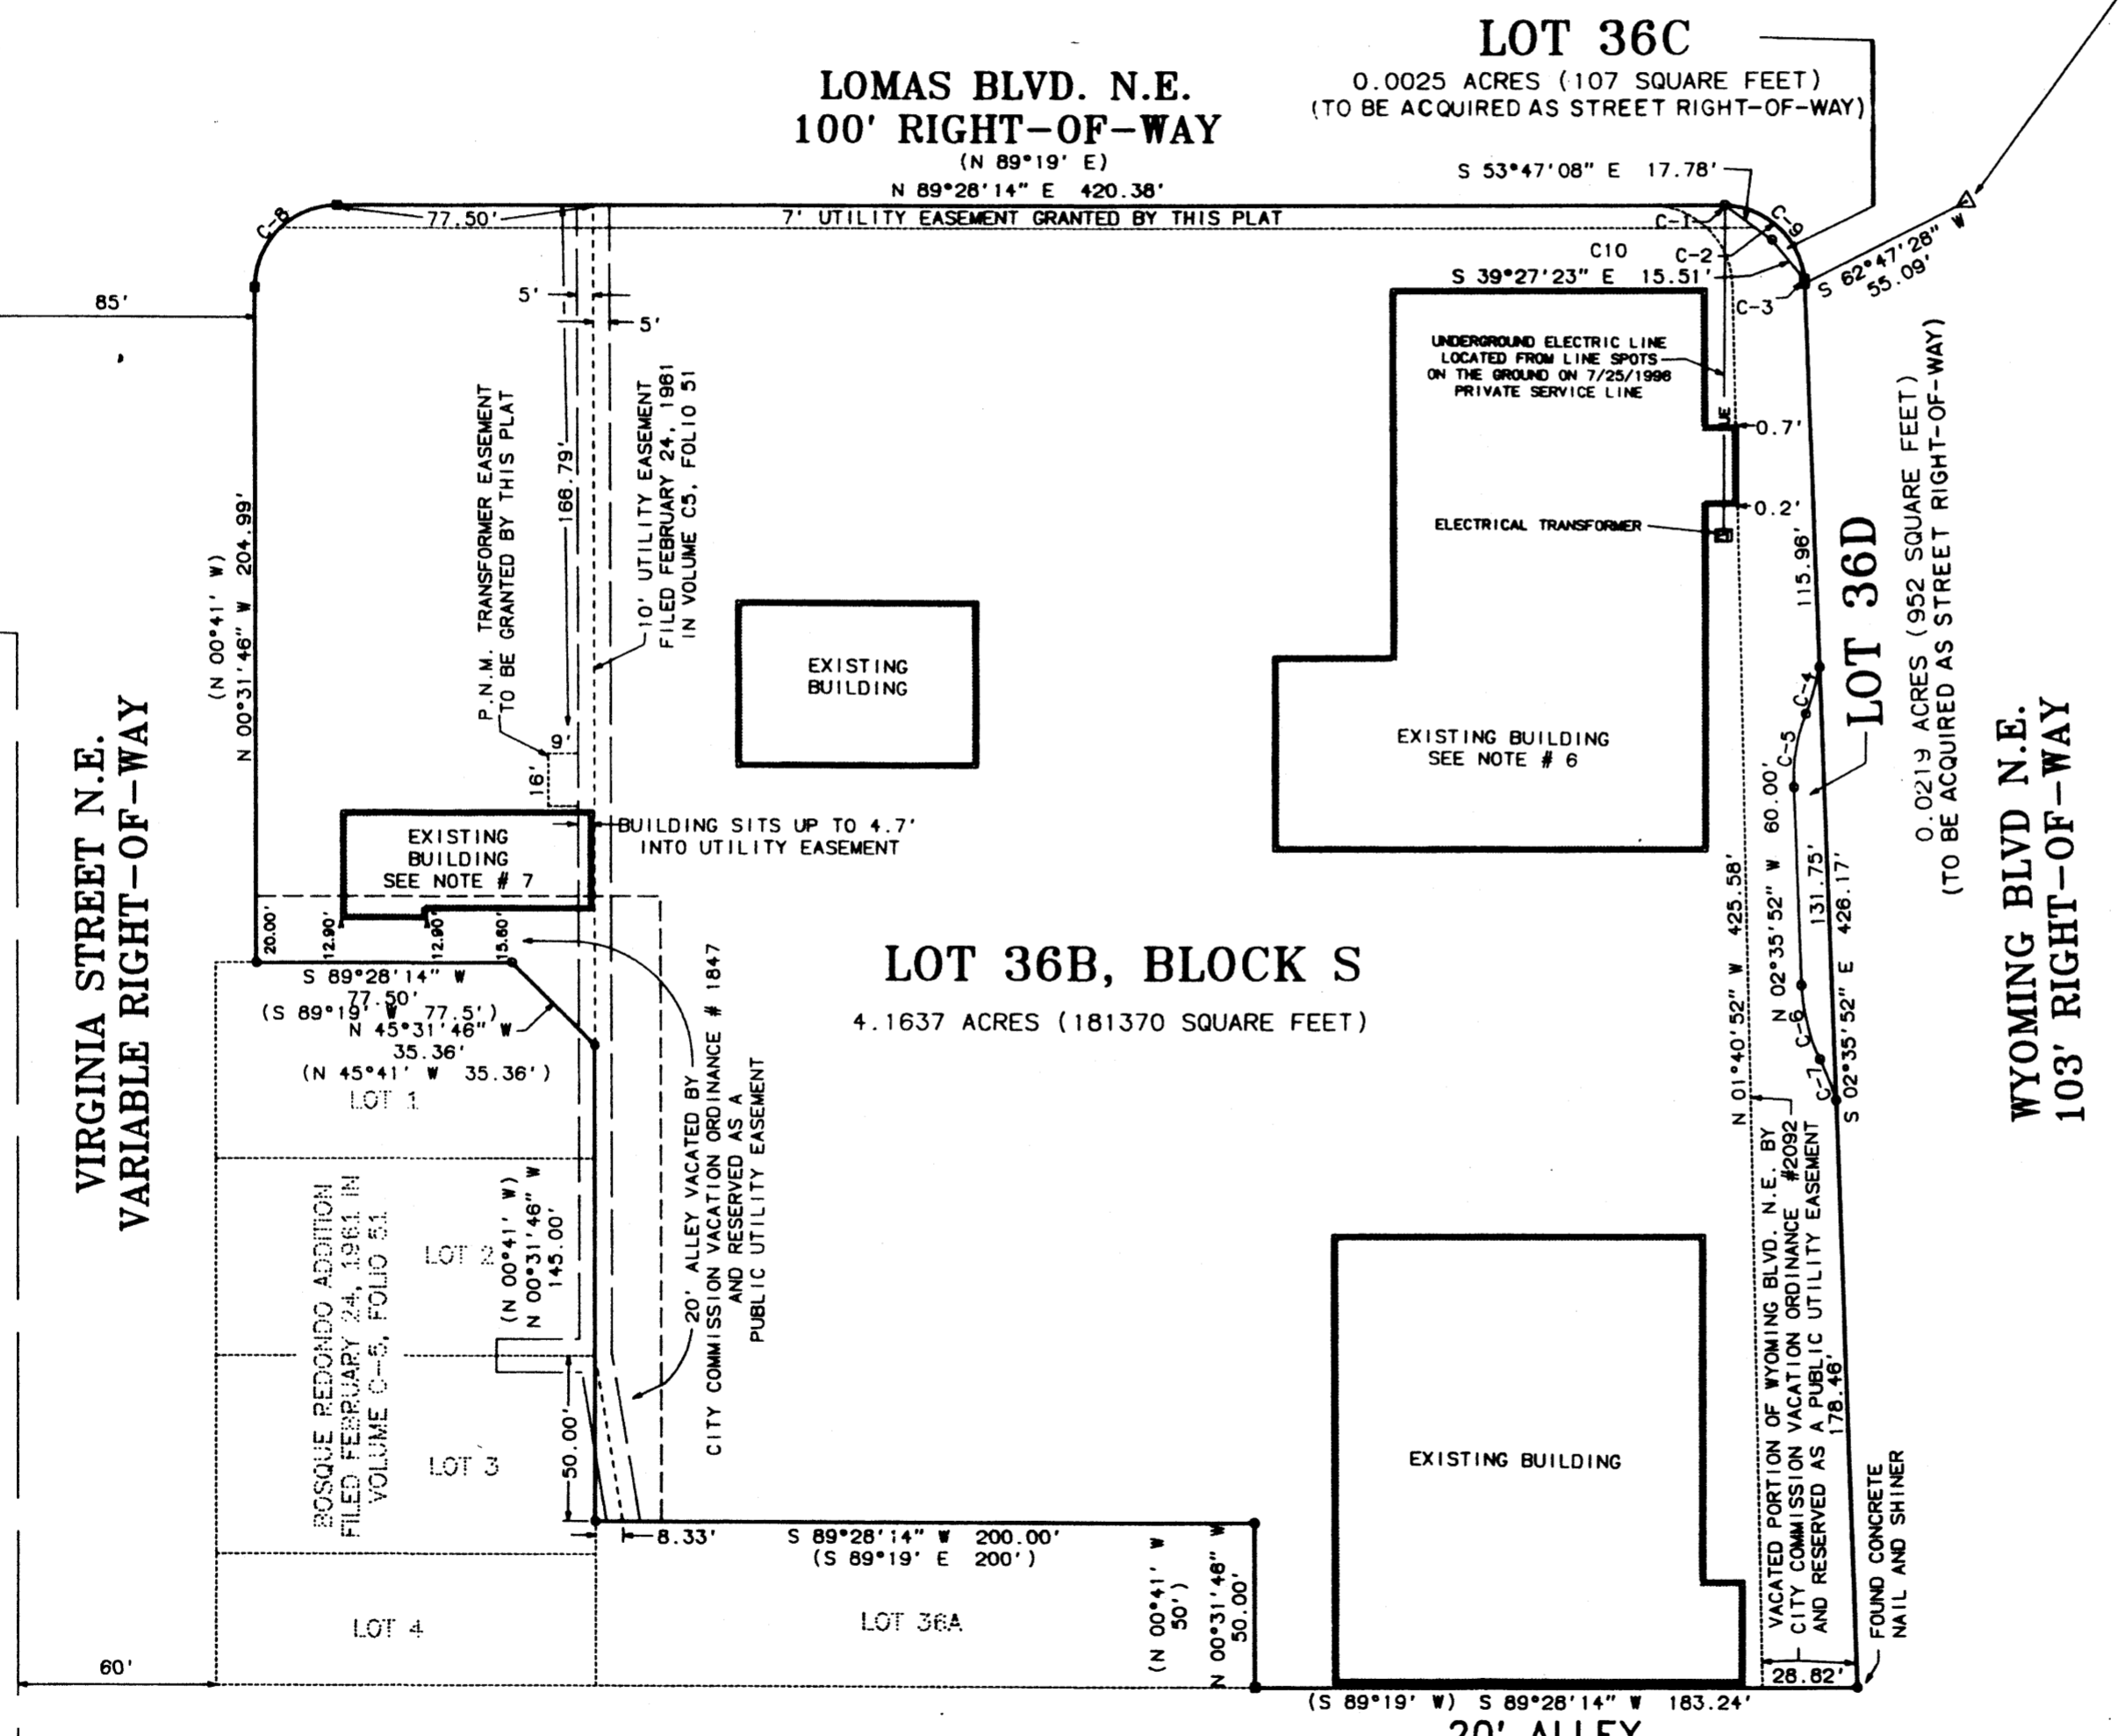 LOT 36C
0.0025 ACRES (107 SQUARE FEET)
(TO BE ACQUIRED AS STREET RIGHT-OF-WAY)
LOMAS BLVD. N.E.
100' RIGHT-OF-WAY
(N 89°19' E)
N 89°28'14" E 420.38'
S 53°47'08" E 17.78'
C-8
77.50'
7' UTILITY EASEMENT GRANTED BY THIS PLAT
C-1
C-9
C10
C-2
S 39°27'23" E 15.51'
C-3
S 62°47'28" W
55.09'
85'
5'
5'
UNDERGROUND ELECTRIC LINE
LOCATED FROM LINE SPOTS
ON THE GROUND ON 7/25/1996
PRIVATE SERVICE LINE
UE
0.7'
0.2'
ELECTRICAL TRANSFORMER
P.N.M. TRANSFORMER EASEMENT
TO BE GRANTED BY THIS PLAT
166.79'
10' UTILITY EASEMENT
FILED FEBRUARY 24, 1961
IN VOLUME C5, FOLIO 51
(N 00°41' W)
N 00°31'46" W 204.99'
9'
16'
EXISTING
BUILDING
EXISTING BUILDING
SEE NOTE # 6
115.96'
LOT 36D
0.0219 ACRES (952 SQUARE FEET)
(TO BE ACQUIRED AS STREET RIGHT-OF-WAY)
C-4
C-5
N 02°35'52" W 60.00'
131.75'
S 02°35'52" E 426.17'
C-6
C-7
N 01°40'52" W 425.58'
WYOMING BLVD N.E.
103' RIGHT-OF-WAY
VIRGINIA STREET N.E.
VARIABLE RIGHT-OF-WAY
EXISTING
BUILDING
SEE NOTE # 7
BUILDING SITS UP TO 4.7'
INTO UTILITY EASEMENT
20.00'
12.90'
12.90'
15.60'
S 89°28'14" W
77.50'
(S 89°19' W 77.5')
N 45°31'46" W
35.36'
(N 45°41' W 35.36')
LOT 36B, BLOCK S
4.1637 ACRES (181370 SQUARE FEET)
20' ALLEY VACATED BY
CITY COMMISSION VACATION ORDINANCE # 1847
AND RESERVED AS A
PUBLIC UTILITY EASEMENT
LOT 1
LOT 2
(N 00°41' W)
N 00°31'46" W
145.00'
BOSQUE REDONDO ADDITION
FILED FEBRUARY 24, 1961 IN
VOLUME C-5, FOLIO 51
LOT 3
50.00'
8.33'
S 89°28'14" W 200.00'
(S 89°19' E 200')
LOT 4
LOT 36A
(N 00°41' W
50')
N 00°31'46" W
50.00'
EXISTING BUILDING
VACATED PORTION OF WYOMING BLVD. N.E. BY
CITY COMMISSION VACATION ORDINANCE #2092
AND RESERVED AS A PUBLIC UTILITY EASEMENT
178.46'
FOUND CONCRETE
NAIL AND SHINER
28.82'
60'
(S 89°19' W) S 89°28'14" W 183.24'
20' ALLEY